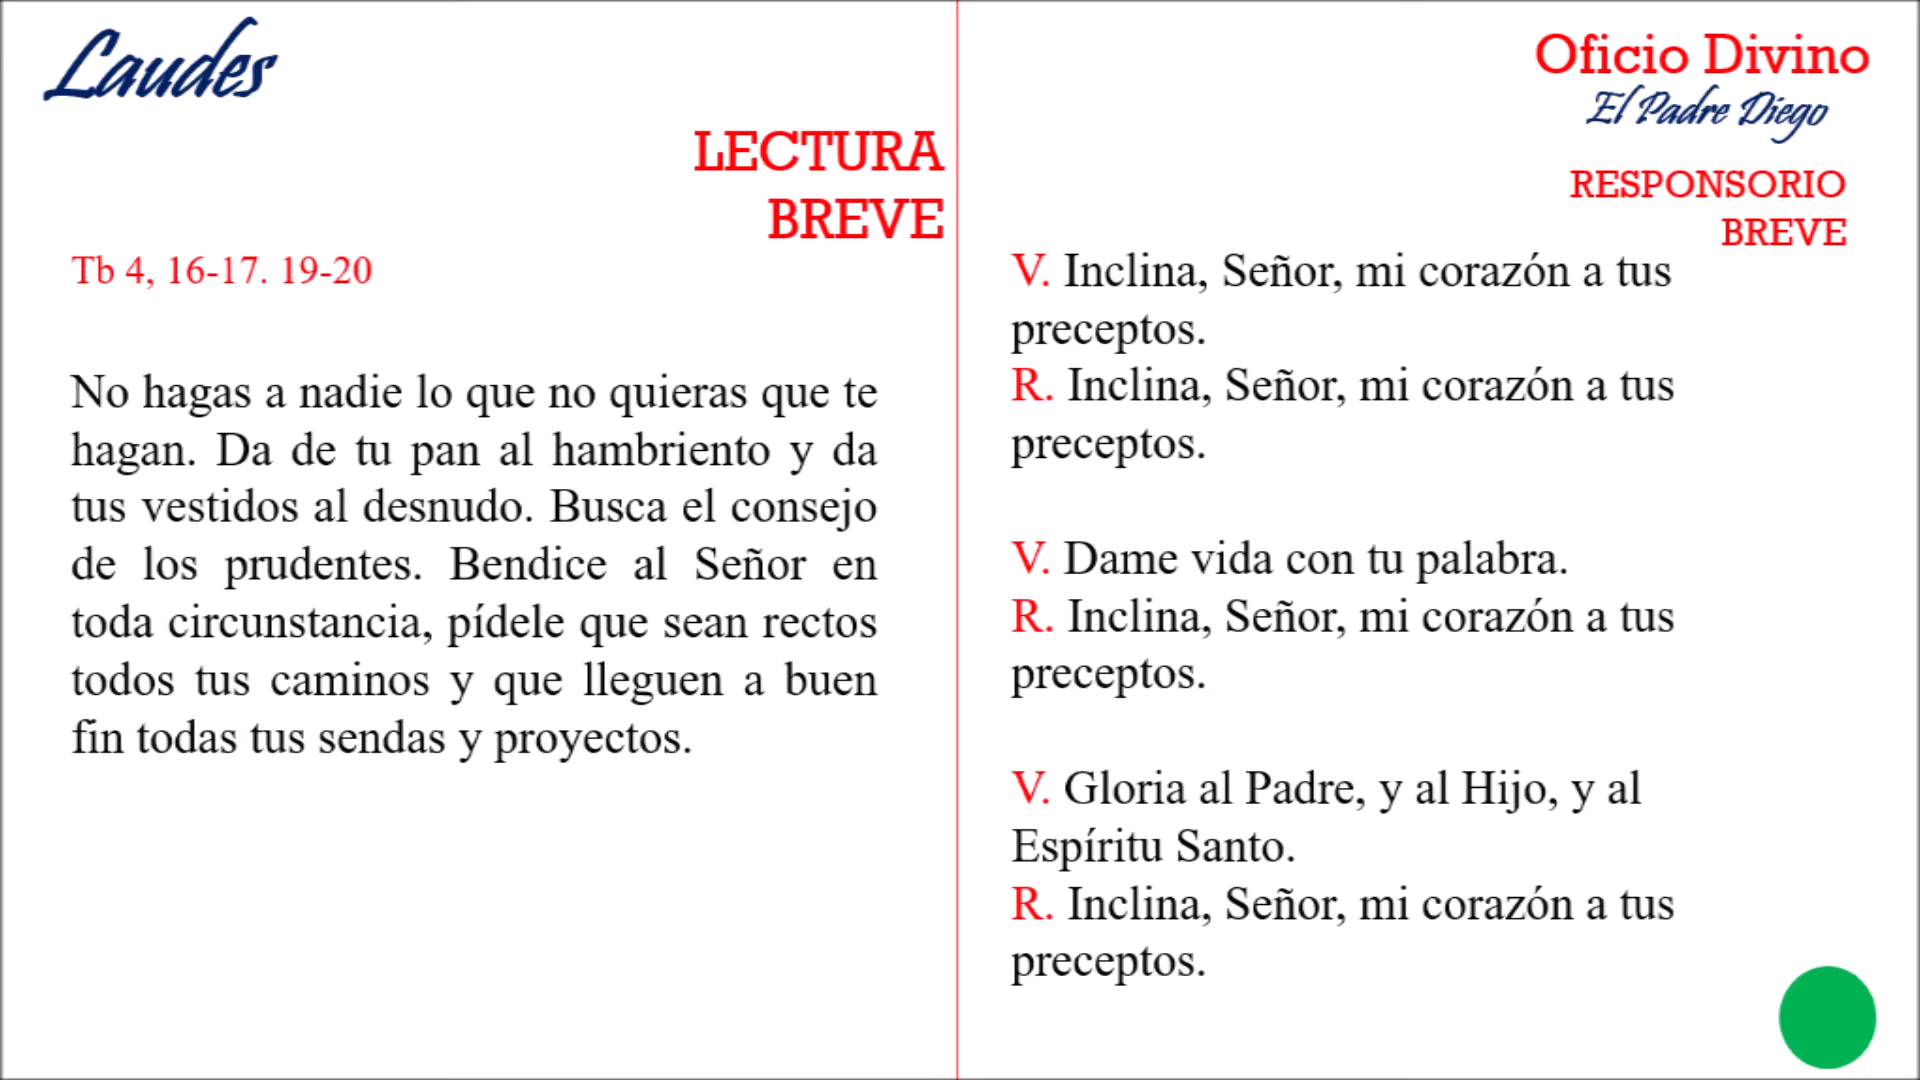 Laudes
LECTURA
BREVE
Tb 4, 16-17. 19-20
No hagas a nadie lo que no quieras que te
hagan. Da de tu pan al hambriento y da
tus vestidos al desnudo. Busca el consejo
de los prudentes. Bendice al Señor en
toda circunstancia, pídele que sean rectos
todos tus caminos y que lleguen a buen
fin todas tus sendas y proyectos.
Oficio Divino
El Padre Diego
RESPONSORIO
BREVE
V. Inclina, Señor, mi corazón a tus
preceptos.
R. Inclina, Señor, mi corazón a tus
preceptos.
V. Dame vida con tu palabra.
R. Inclina, Señor, mi corazón a tus
preceptos.
V. Gloria al Padre, y al Hijo, y al
Espíritu Santo.
R. Inclina, Señor, mi corazón a tus
preceptos.